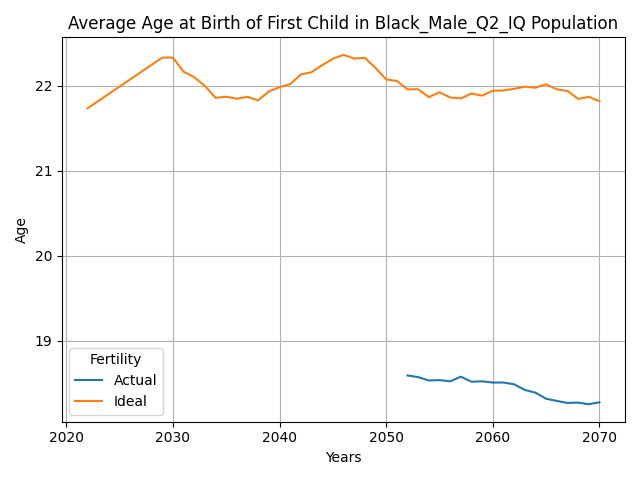 Average Age at Birth of First Child in Black_Male_Q2_IQ Population
22
21
20
19
Age
Fertility
Actual
Ideal
2020 2030 2040 2050 2060 2070
Years